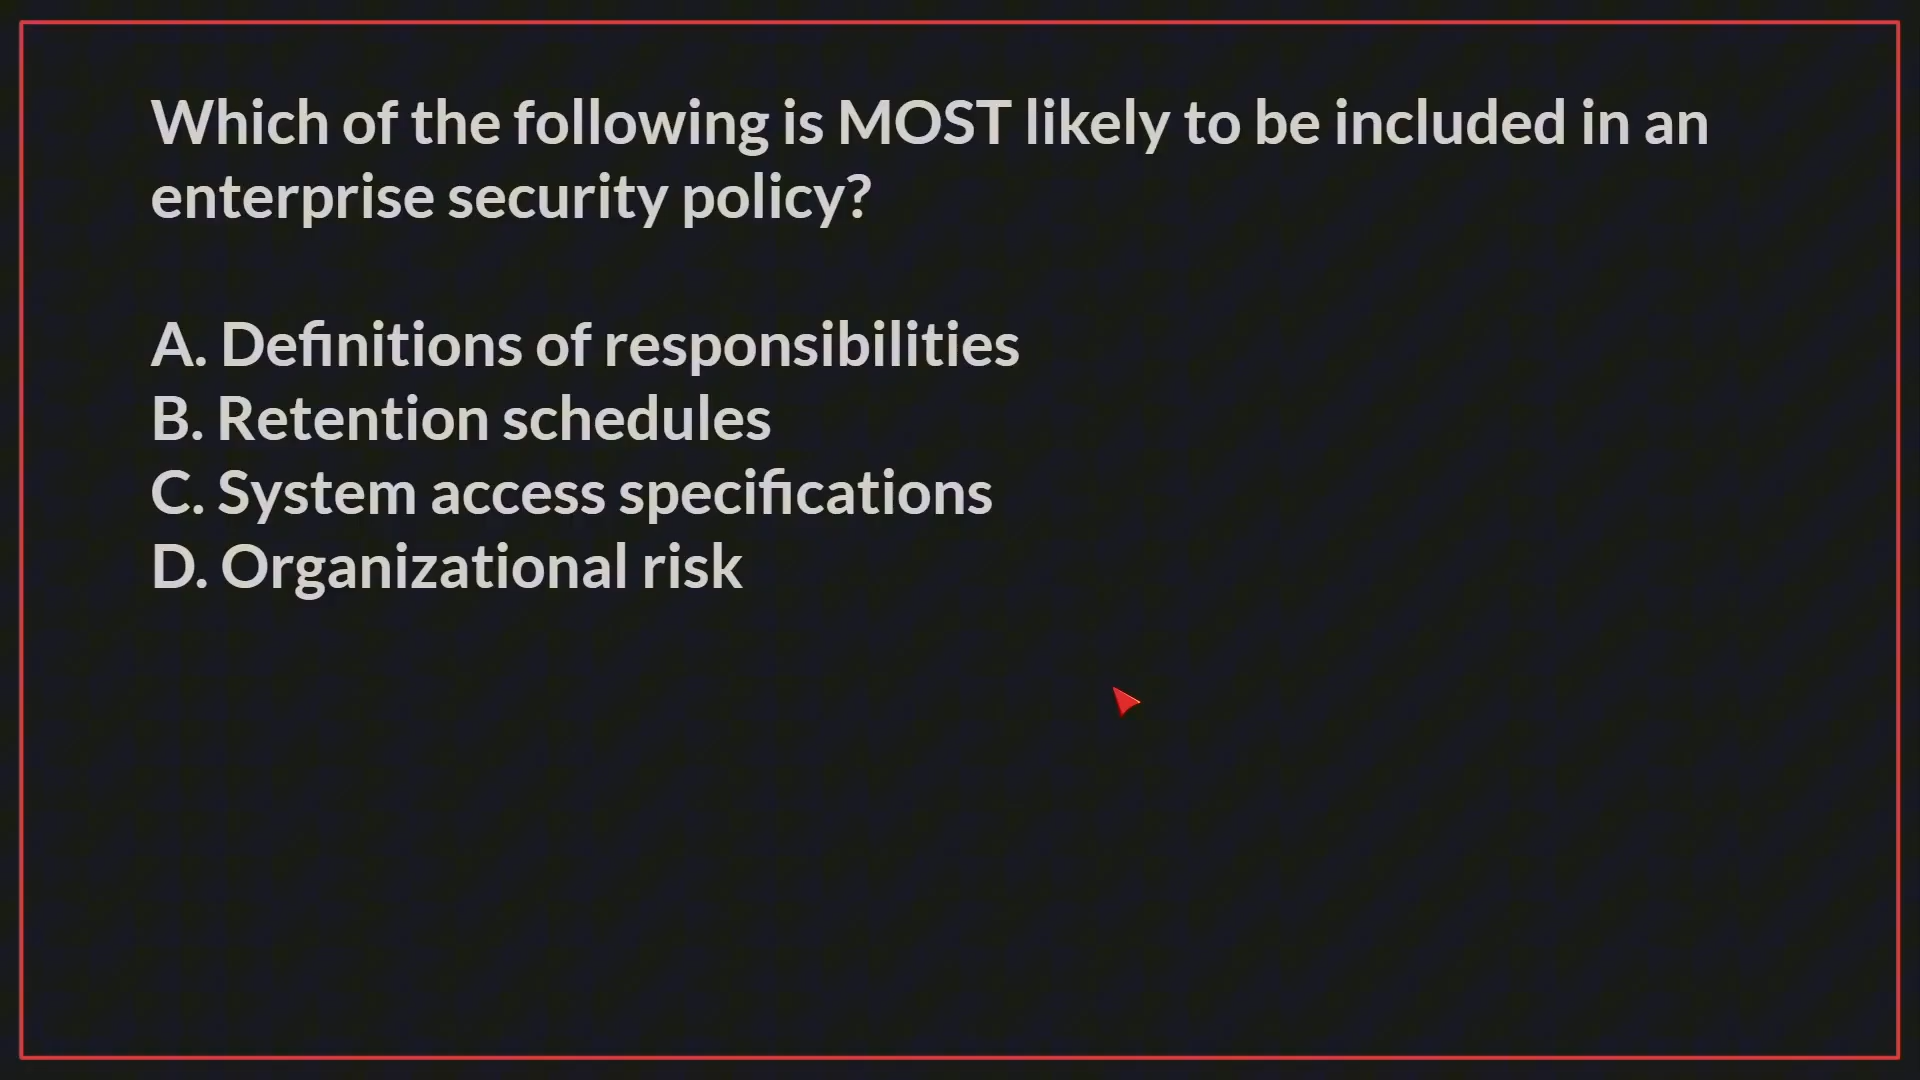 Which of the following is MOST likely to be included in an
enterprise security policy?
A. Definitions of responsibilities
B. Retention schedules
C. System access specifications
D. Organizational risk